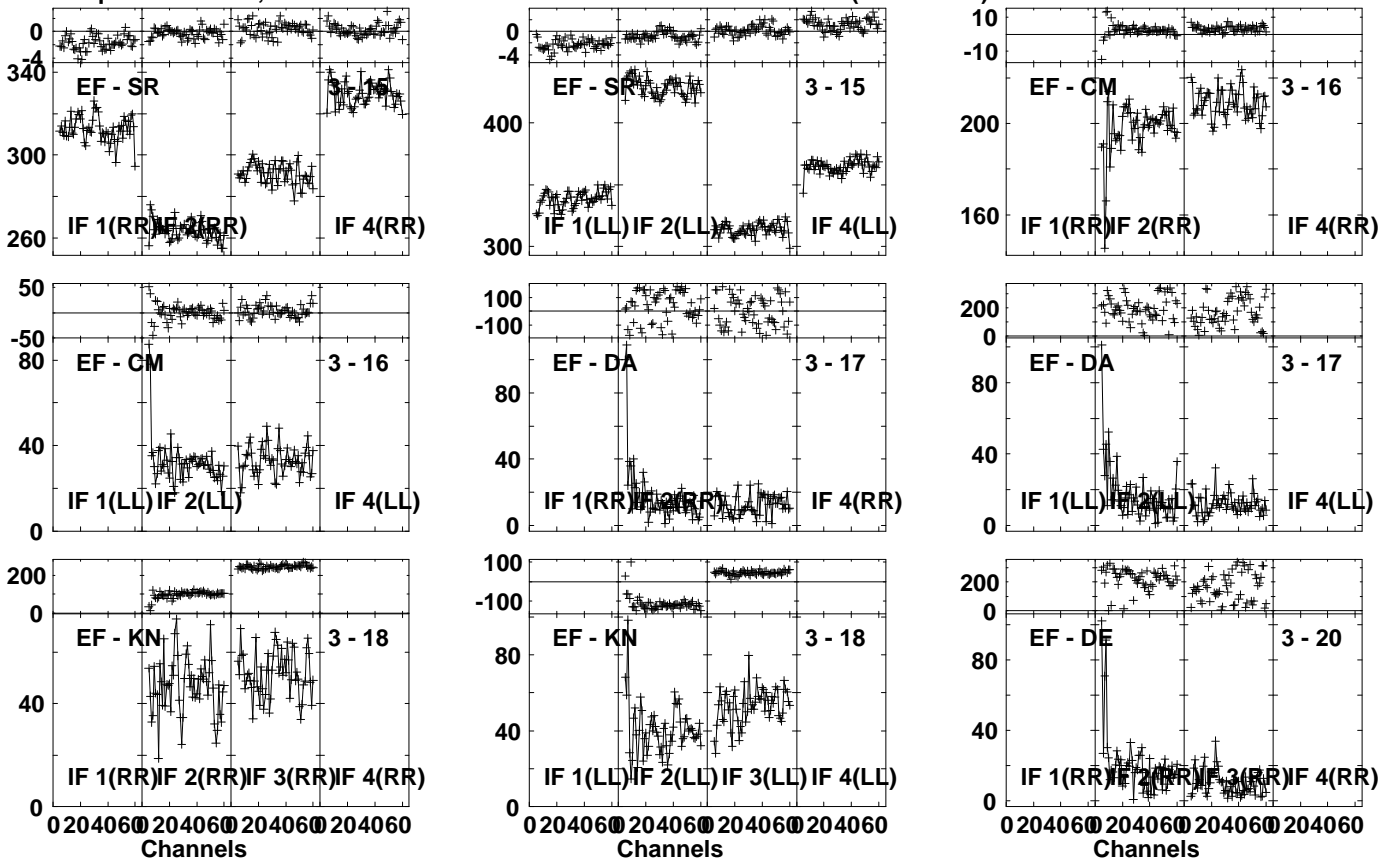 0
-4
340
300
260
EF - SR
3 - 15
IF 1(RR) IF 2(RR)
IF 4(RR)
0
-4
400
300
EF - SR
3 - 15
IF 1(LL) IF 2(LL)
IF 4(LL)
10
-10
200
160
EF - CM
3 - 16
IF 1(RR) IF 2(RR)
IF 4(RR)
50
-50
80
40
0
EF - CM
3 - 16
IF 1(LL) IF 2(LL)
IF 4(LL)
100
-100
80
40
0
EF - DA
3 - 17
IF 1(RR) IF 2(RR)
IF 4(RR)
200
0
80
40
0
EF - DA
3 - 17
IF 1(LL) IF 2(LL)
IF 4(LL)
200
0
40
0
EF - KN
3 - 18
IF 1(RR) IF 2(RR) IF 3(RR) IF 4(RR)
0 204060 0 204060 0 204060 0 204060
Channels
100
-100
80
40
0
EF - KN
3 - 18
IF 1(LL) IF 2(LL) IF 3(LL) IF 4(LL)
0 204060 0 204060 0 204060 0 204060
Channels
200
0
80
40
0
EF - DE
3 - 20
IF 1(RR) IF 2(RR) IF 3(RR) IF 4(RR)
0 204060 0 204060 0 204060 0 204060
Channels